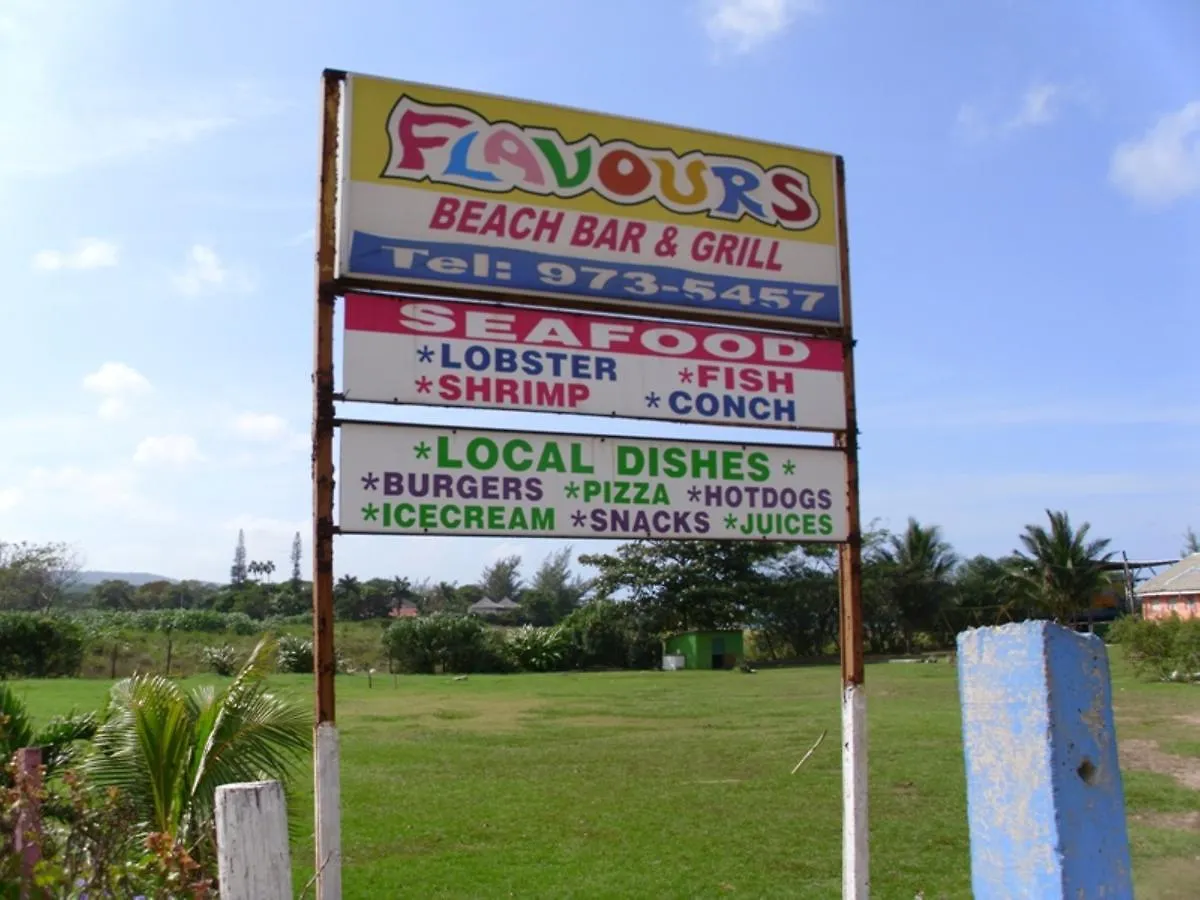 FLAVOURS
BEACH BAR & GRILL
Tel: 973-5457
SEAFOOD
*LOBSTER *FISH
*SHRIMP *CONCH
*LOCAL DISHES*
*BURGERS *PIZZA *HOTDOGS
*ICECREAM *SNACKS *JUICES